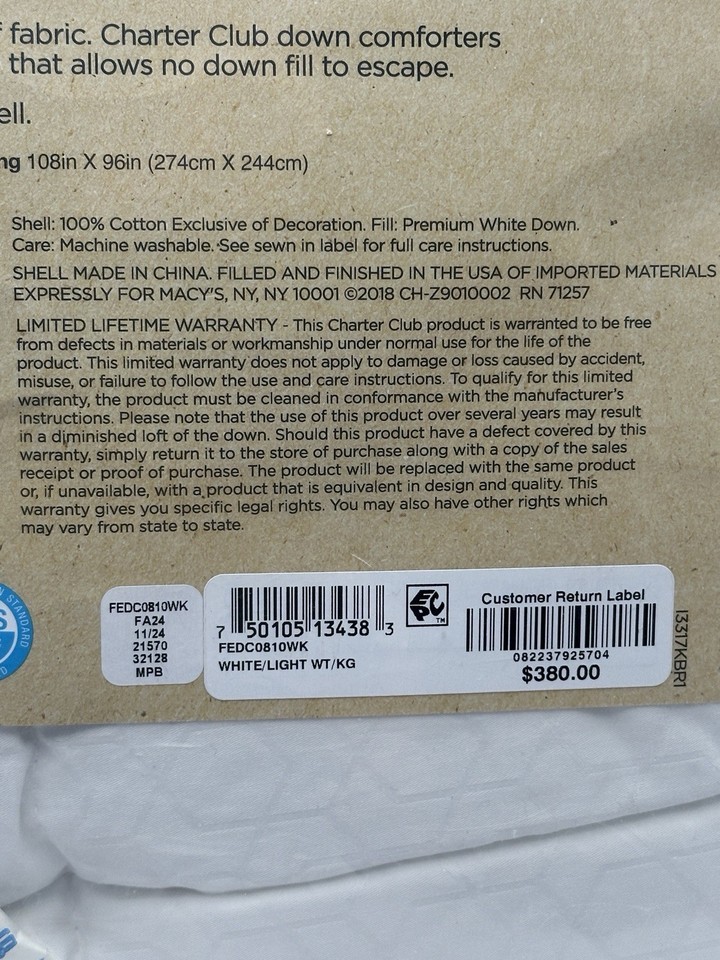 f fabric. Charter Club down comforters
that allows no down fill to escape.
ell.
ng 108in X 96in (274cm X 244cm)
Shell: 100% Cotton Exclusive of Decoration. Fill: Premium White Down.
Care: Machine washable. See sewn in label for full care instructions.
SHELL MADE IN CHINA. FILLED AND FINISHED IN THE USA OF IMPORTED MATERIALS
EXPRESSLY FOR MACY'S, NY, NY 10001 ©2018 CH-Z9010002 RN 71257
LIMITED LIFETIME WARRANTY - This Charter Club product is warranted to be free
from defects in materials or workmanship under normal use for the life of the
product. This limited warranty does not apply to damage or loss caused by accident,
misuse, or failure to follow the use and care instructions. To qualify for this limited
warranty, the product must be cleaned in conformance with the manufacturer's
instructions. Please note that the use of this product over several years may result
in a diminished loft of the down. Should this product have a defect covered by this
warranty, simply return it to the store of purchase along with a copy of the sales
receipt or proof of purchase. The product will be replaced with the same product
or, if unavailable, with a product that is equivalent in design and quality. This
warranty gives you specific legal rights. You may also have other rights which
may vary from state to state.
STANDARD
FEDC0810WK
FA24
11/24
21570
32128
MPB
7 50105 13438 3
FEDC0810WK
WHITE/LIGHT WT/KG
EPC TM
Customer Return Label
082237925704
$380.00
13317KBR1